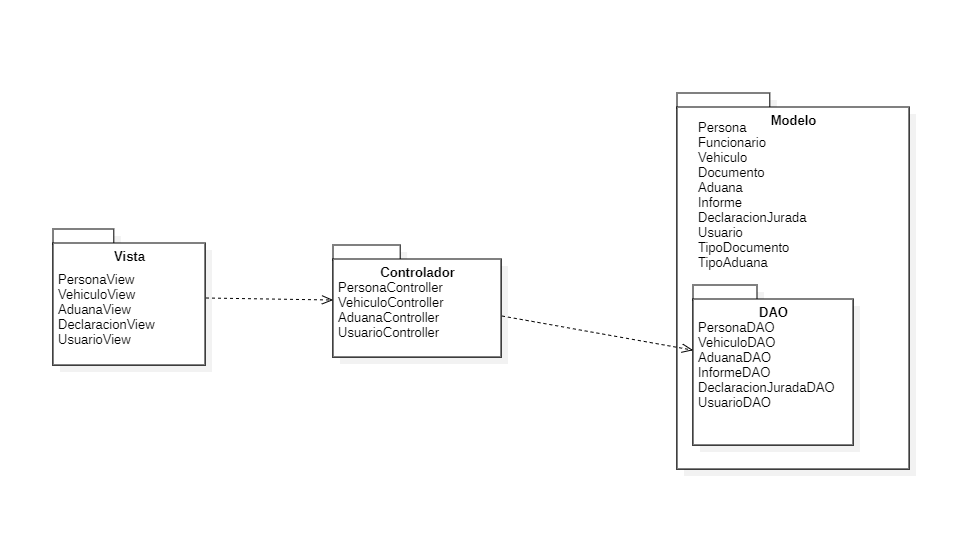 Vista
PersonaView
VehiculoView
AduanaView
DeclaracionView
UsuarioView
Controlador
PersonaController
VehiculoController
AduanaController
UsuarioController
Modelo
Persona
Funcionario
Vehiculo
Documento
Aduana
Informe
DeclaracionJurada
Usuario
TipoDocumento
TipoAduana
DAO
PersonaDAO
VehiculoDAO
AduanaDAO
InformeDAO
DeclaracionJuradaDAO
UsuarioDAO